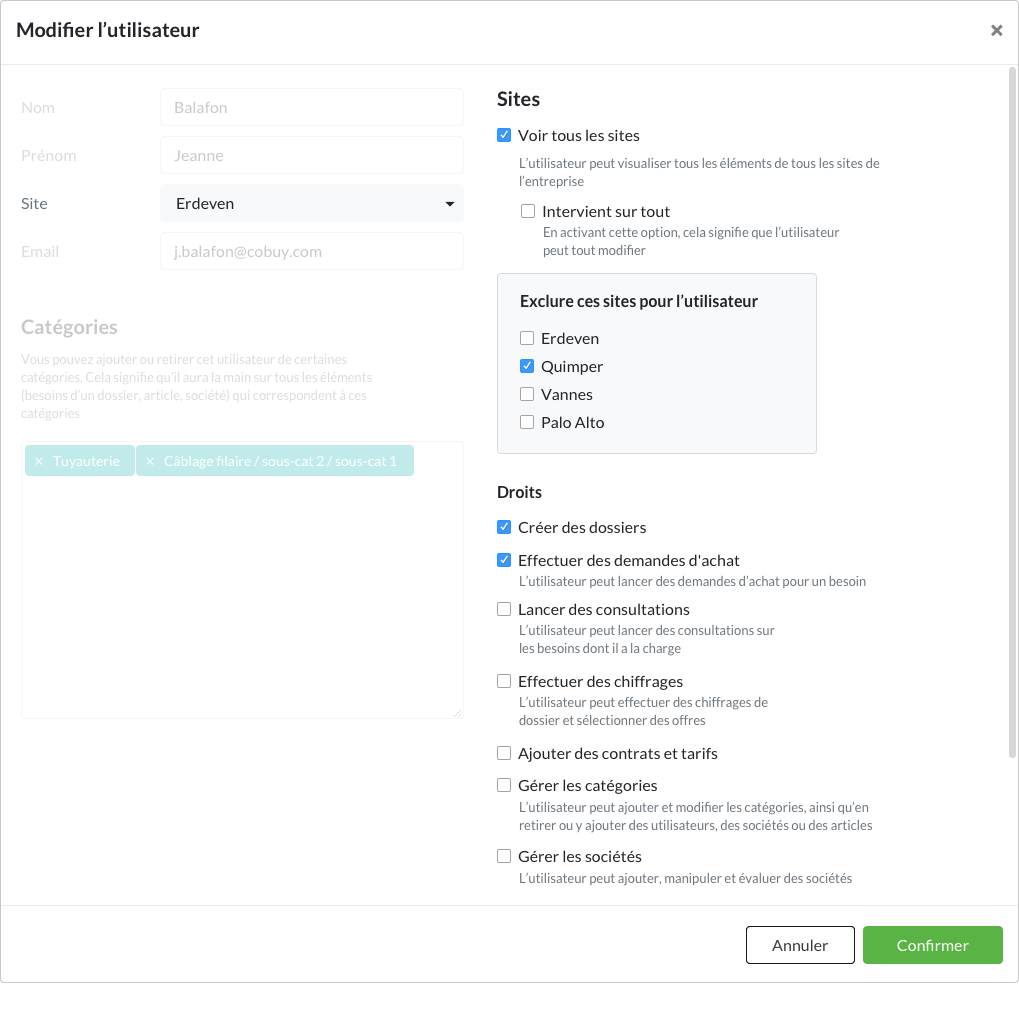 Modifier l’utilisateur
×
Nom
Balafon
Prénom
Jeanne
Site
Erdeven
Email
j.balafon@cobuy.com
Catégories
Vous pouvez ajouter ou retirer cet utilisateur de certaines
catégories. Cela signifie qu’il aura la main sur tous les éléments
(besoins d’un dossier, article, société) qui correspondent à ces
catégories
× Tuyauterie × Câblage filaire / sous-cat 2 / sous-cat 1
Sites
Voir tous les sites
L’utilisateur peut visualiser tous les éléments de tous les sites de
l’entreprise
Intervient sur tout
En activant cette option, cela signifie que l’utilisateur
peut tout modifier
Exclure ces sites pour l’utilisateur
Erdeven
Quimper
Vannes
Palo Alto
Droits
Créer des dossiers
Effectuer des demandes d'achat
L’utilisateur peut lancer des demandes d’achat pour un besoin
Lancer des consultations
L’utilisateur peut lancer des consultations sur
les besoins dont il a la charge
Effectuer des chiffrages
L’utilisateur peut effectuer des chiffrages de
dossier et sélectionner des offres
Ajouter des contrats et tarifs
Gérer les catégories
L’utilisateur peut ajouter et modifier les catégories, ainsi qu’en
retirer ou y ajouter des utilisateurs, des sociétés ou des articles
Gérer les sociétés
L’utilisateur peut ajouter, manipuler et évaluer des sociétés
Annuler
Confirmer